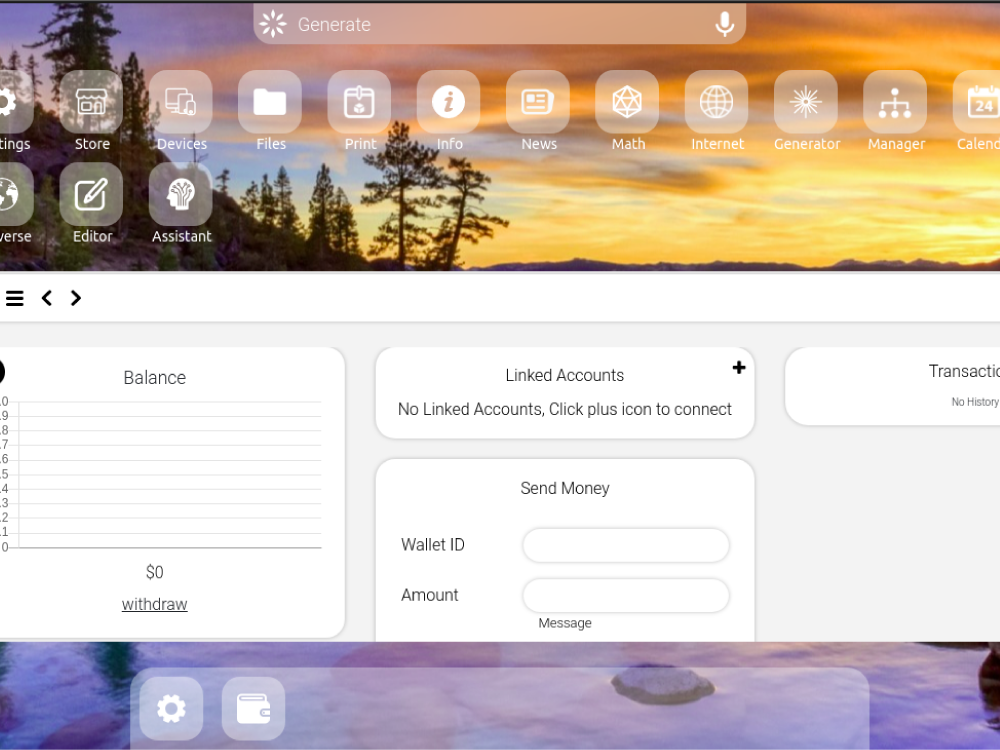 Generate
tings Store Devices Files Print Info News Math Internet Generator Manager Calend
24
verse Editor Assistant
Balance
.0
.9
.8
.7
.6
.5
.4
.3
.2
.1
0
$0
withdraw
Linked Accounts
No Linked Accounts, Click plus icon to connect
Send Money
Wallet ID
Amount
Message
Transactio
No History